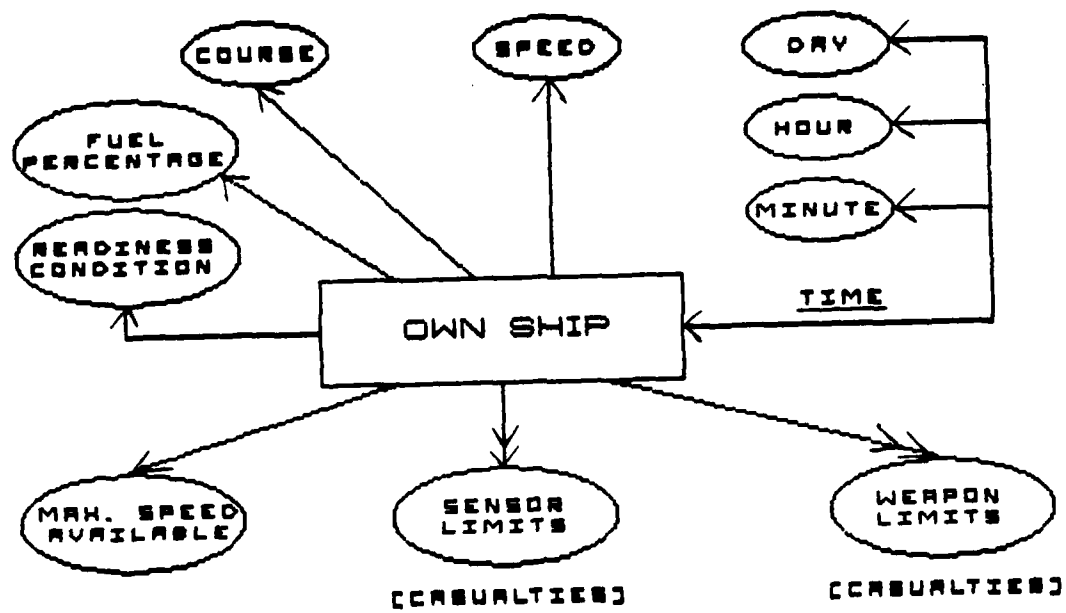 COURSE
SPEED
DAY
FUEL
PERCENTAGE
HOUR
READINESS
CONDITION
MINUTE
TIME
OWN SHIP
MAX. SPEED
AVAILABLE
SENSOR
LIMITS
WEAPON
LIMITS
[CASUALTIES]
[CASUALTIES]